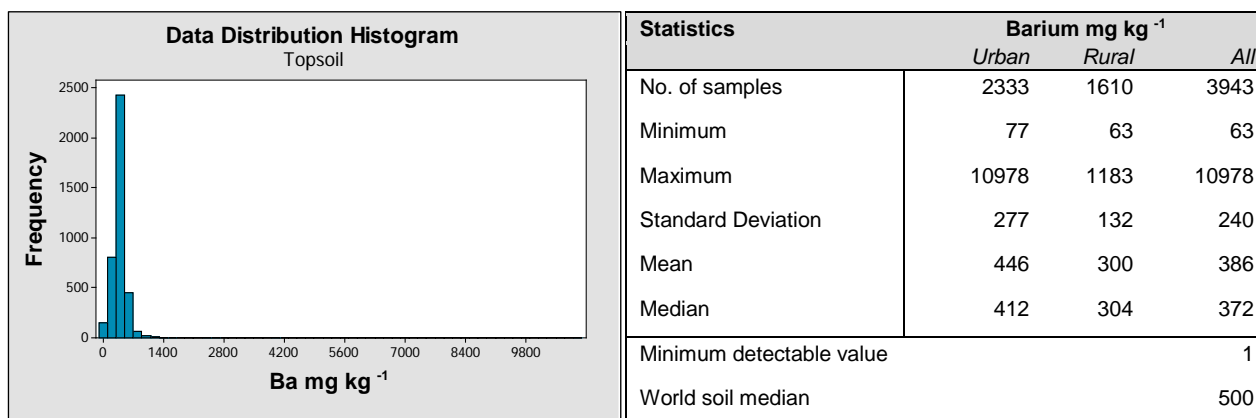 Data Distribution Histogram
Topsoil
Frequency
2500
2000
1500
1000
500
0
0 1400 2800 4200 5600 7000 8400 9800
Ba mg kg -1
Statistics Barium mg kg -1
Urban Rural All
No. of samples 2333 1610 3943
Minimum 77 63 63
Maximum 10978 1183 10978
Standard Deviation 277 132 240
Mean 446 300 386
Median 412 304 372
Minimum detectable value 1
World soil median 500